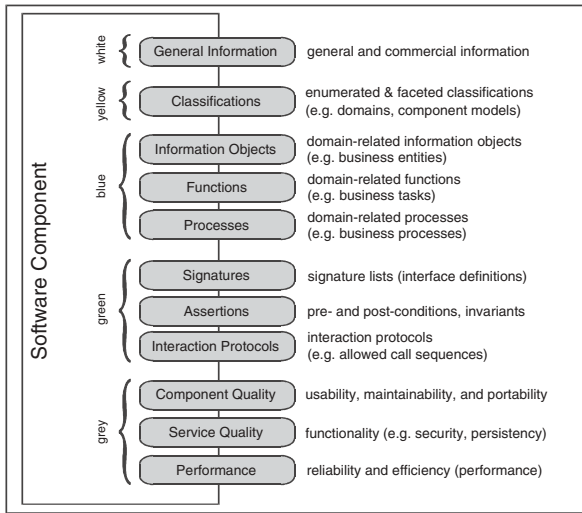 Software Component
white
General Information
general and commercial information
yellow
Classifications
enumerated & faceted classifications
(e.g. domains, component models)
blue
Information Objects
domain-related information objects
(e.g. business entities)
Functions
domain-related functions
(e.g. business tasks)
Processes
domain-related processes
(e.g. business processes)
green
Signatures
signature lists (interface definitions)
Assertions
pre- and post-conditions, invariants
Interaction Protocols
interaction protocols
(e.g. allowed call sequences)
grey
Component Quality
usability, maintainability, and portability
Service Quality
functionality (e.g. security, persistency)
Performance
reliability and efficiency (performance)